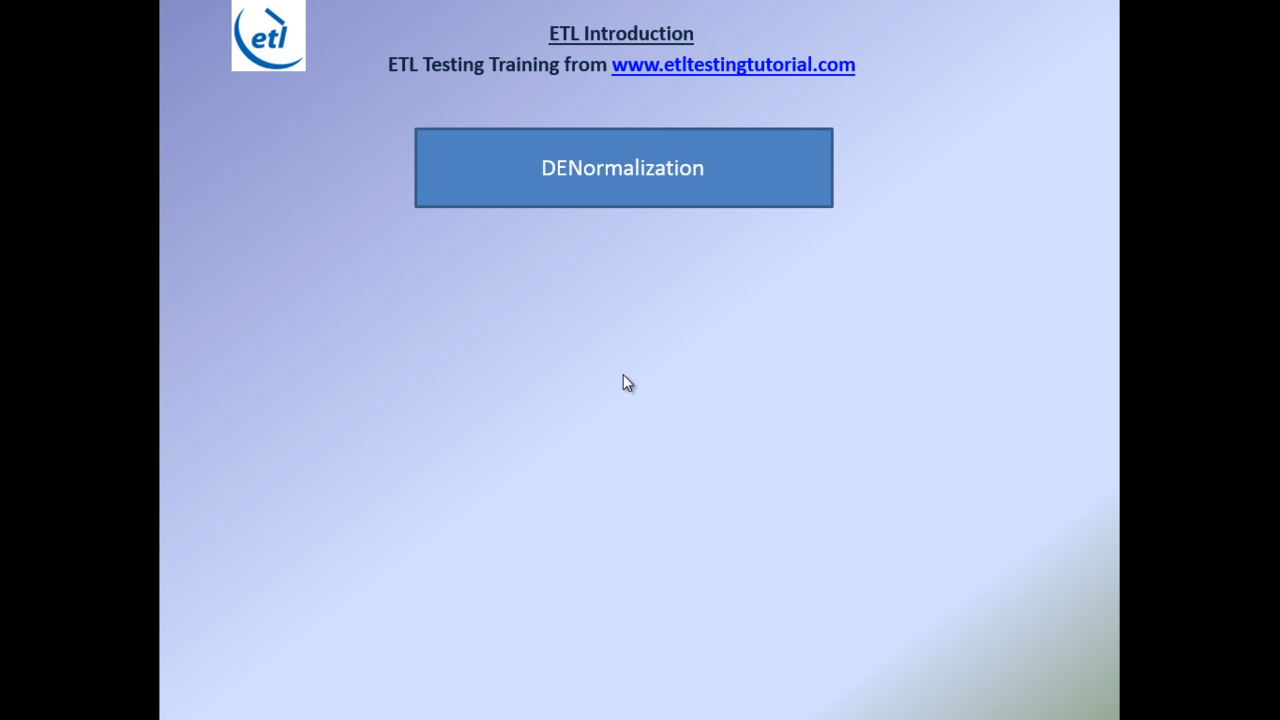 etl
ETL Introduction
ETL Testing Training from www.etltestingtutorial.com
DENormalization